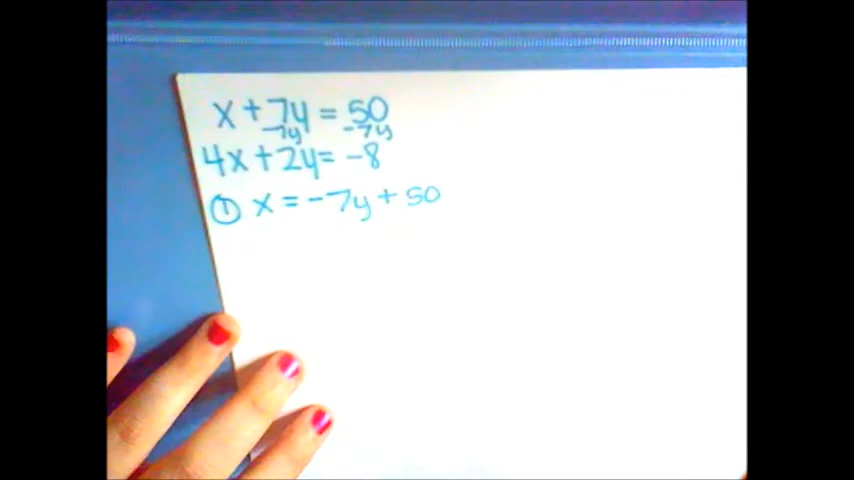 x + 7y = 50
-7y -7y
4x + 2y = -8
① x = -7y + 50